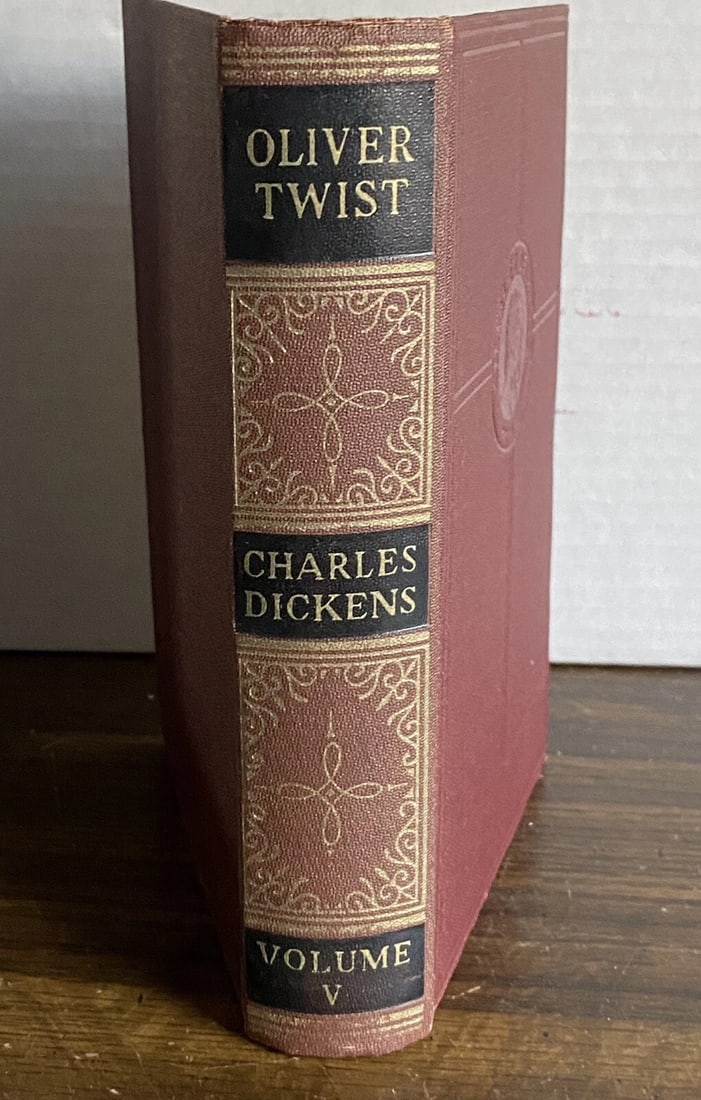 OLIVER
TWIST
CHARLES
DICKENS
VOLUME
V